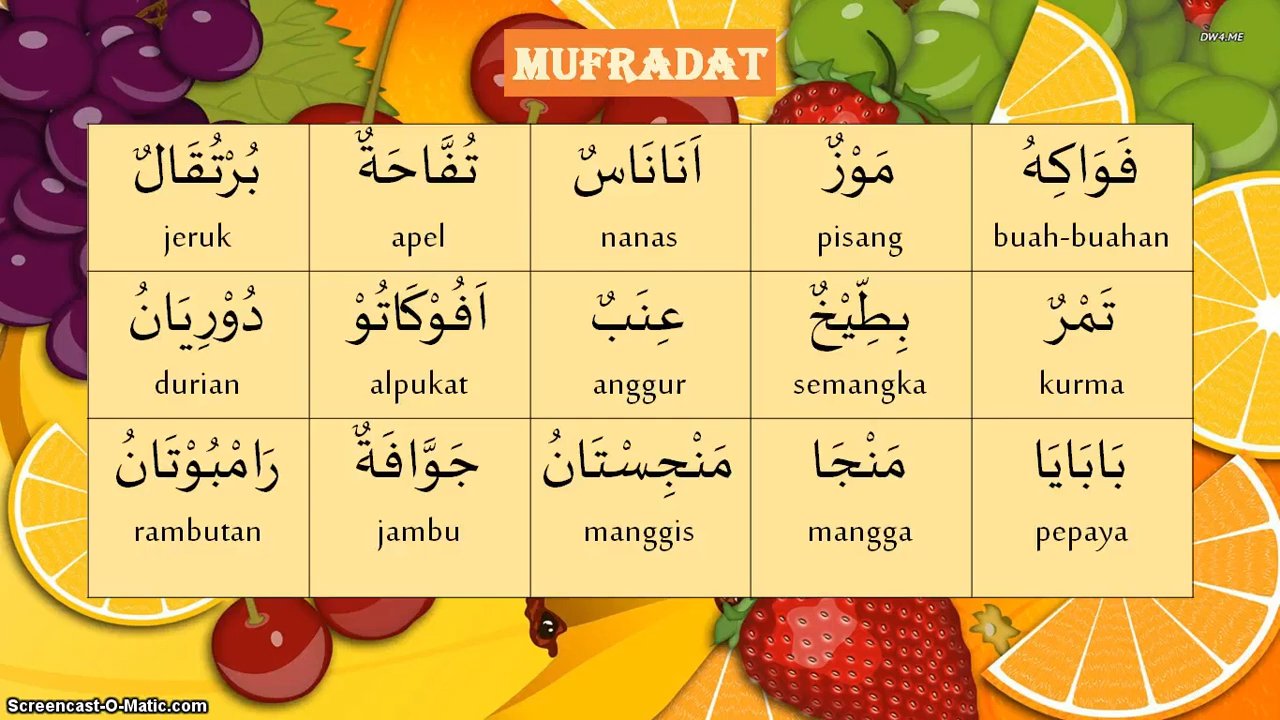 DW4.ME
MUFRADAT
فَوَاكِهُ
buah-buahan
مَوْزٌ
pisang
اَنَانَاسٌ
nanas
تُفَّاحَةٌ
apel
بُرْتُقَالٌ
jeruk
تَمْرٌ
kurma
بِطِّيْخٌ
semangka
عِنَبٌ
anggur
اَفُوْكَاتُوْ
alpukat
دُوْرِيَانُ
durian
بَابَايَا
pepaya
مَنْجَا
mangga
مَنْجِسْتَانُ
manggis
جَوَّافَةٌ
jambu
رَامْبُوْتَانُ
rambutan
Screencast-O-Matic.com